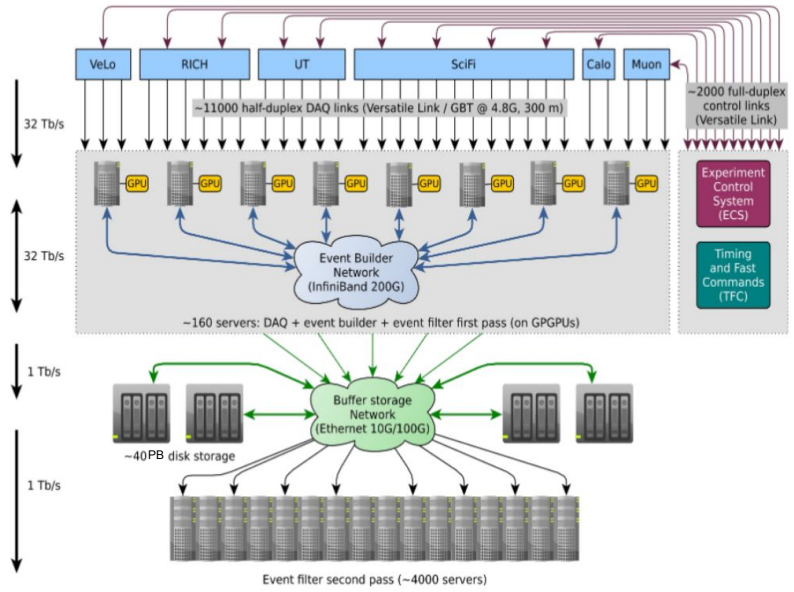 VeLo
RICH
UT
SciFi
Calo
Muon
~11000 half-duplex DAQ links (Versatile Link / GBT @ 4.8G, 300 m)
~2000 full-duplex
control links
(Versatile Link)
32 Tb/s
GPU
GPU
GPU
GPU
GPU
GPU
GPU
GPU
Experiment
Control
System
(ECS)
32 Tb/s
Event Builder
Network
(InfiniBand 200G)
Timing
and Fast
Commands
(TFC)
~160 servers: DAQ + event builder + event filter first pass (on GPGPUs)
1 Tb/s
Buffer storage
Network
(Ethernet 10G/100G)
~40PB disk storage
1 Tb/s
Event filter second pass (~4000 servers)